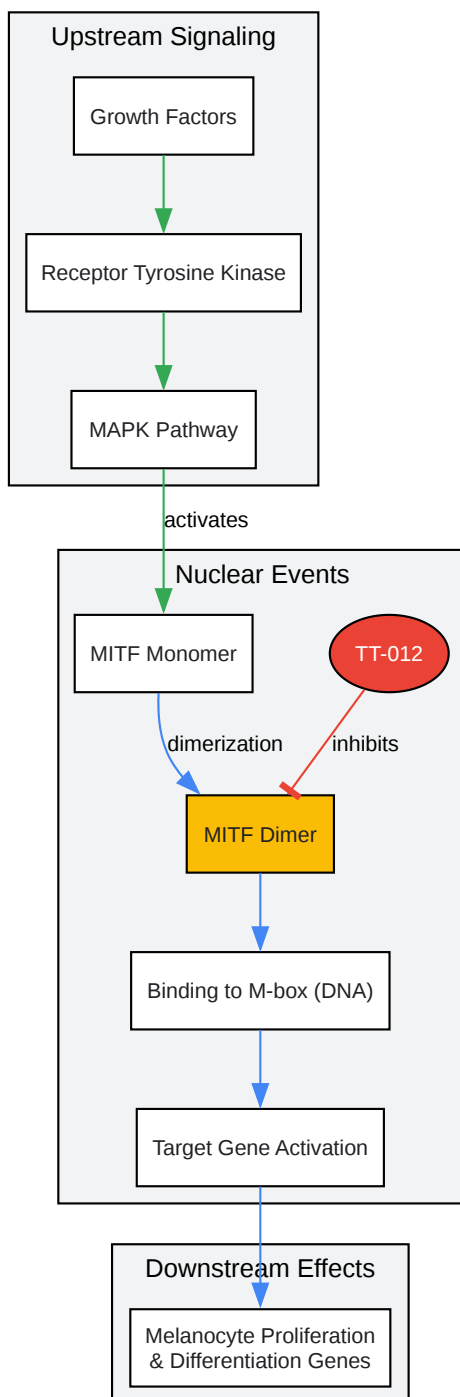 Upstream Signaling
Growth Factors
Receptor Tyrosine Kinase
MAPK Pathway
activates
Nuclear Events
MITF Monomer
TT-012
dimerization
inhibits
MITF Dimer
Binding to M-box (DNA)
Target Gene Activation
Downstream Effects
Melanocyte Proliferation
& Differentiation Genes